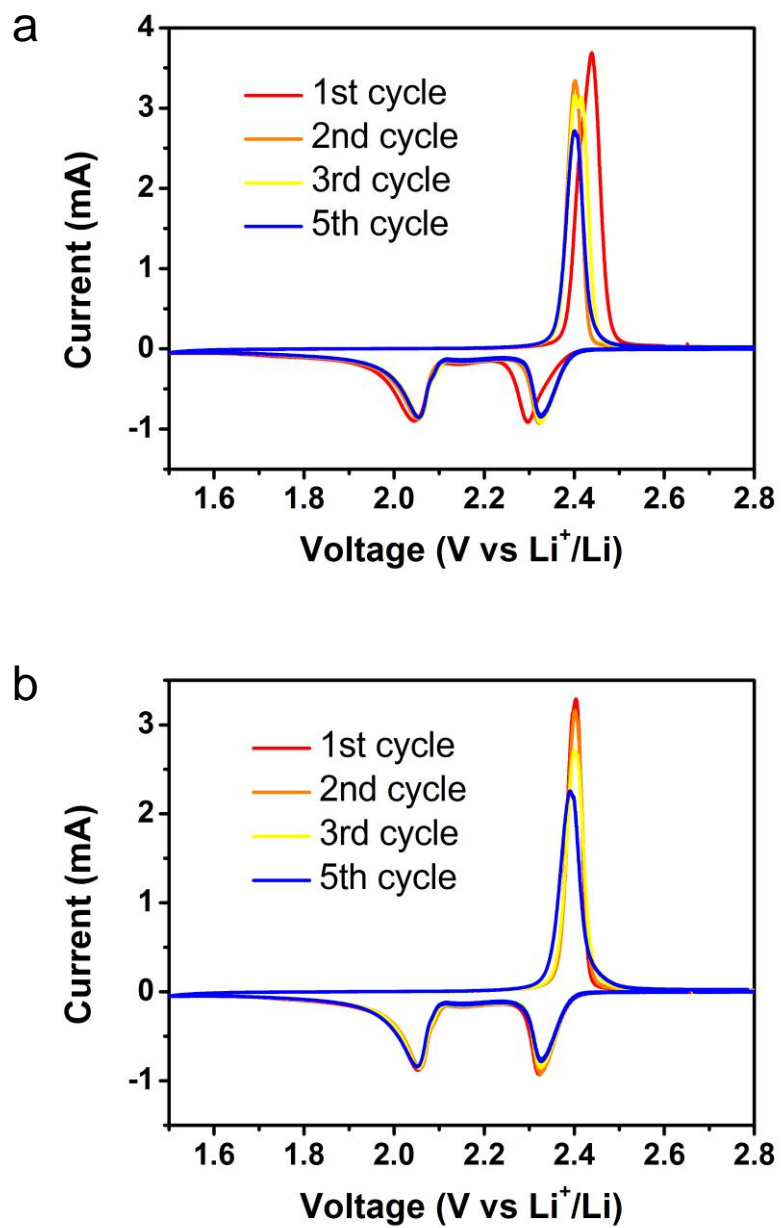 a
4
3
2
1
0
-1
1st cycle
2nd cycle
3rd cycle
5th cycle
Current (mA)
1.6 1.8 2.0 2.2 2.4 2.6 2.8
Voltage (V vs Li⁺/Li)
b
3
2
1
0
-1
1st cycle
2nd cycle
3rd cycle
5th cycle
Current (mA)
1.6 1.8 2.0 2.2 2.4 2.6 2.8
Voltage (V vs Li⁺/Li)